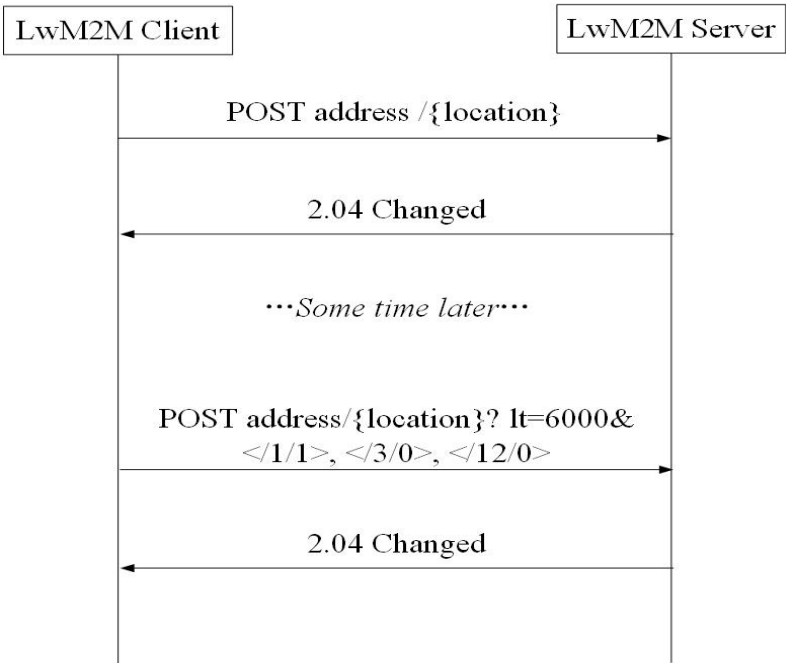 LwM2M Client
LwM2M Server
POST address /{location}
2.04 Changed
···Some time later···
POST address/{location}? lt=6000&
</1/1>, </3/0>, </12/0>
2.04 Changed